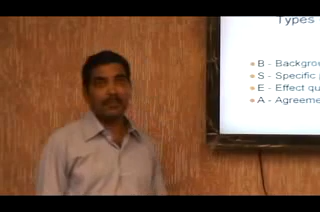 Types
B - Backgrou
S - Specific
E - Effect qu
A - Agreeme